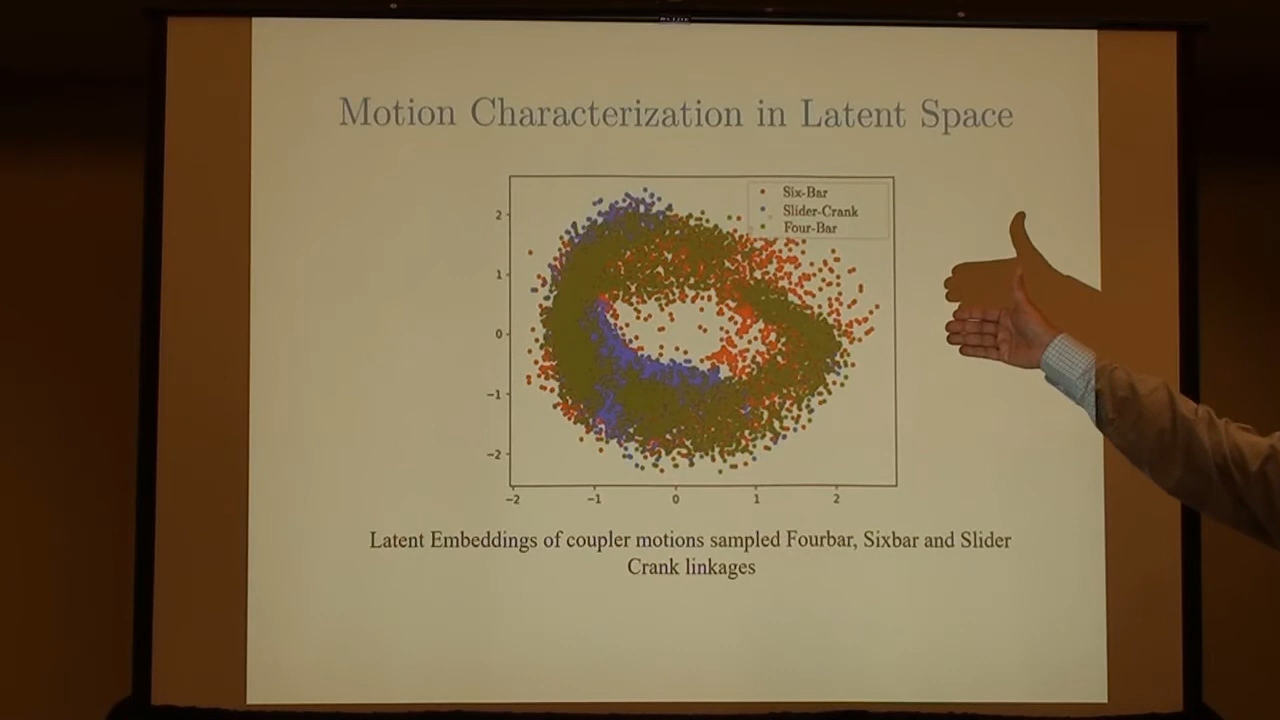 Motion Characterization in Latent Space
Six-Bar
Slider-Crank
Four-Bar
2
1
0
−1
−2
−2
−1
0
1
2
Latent Embeddings of coupler motions sampled Fourbar, Sixbar and Slider
Crank linkages